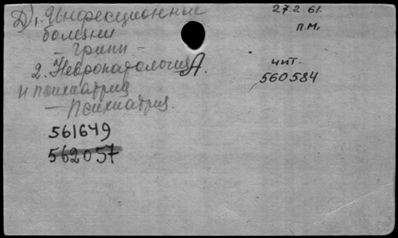 Д) 1. Инфекционные
болезни
- грипп -
2. Невропатология А.
и психиатрия
- Психиатрия.
561649
562057
27.2.61.
п.м.
чит.
560584